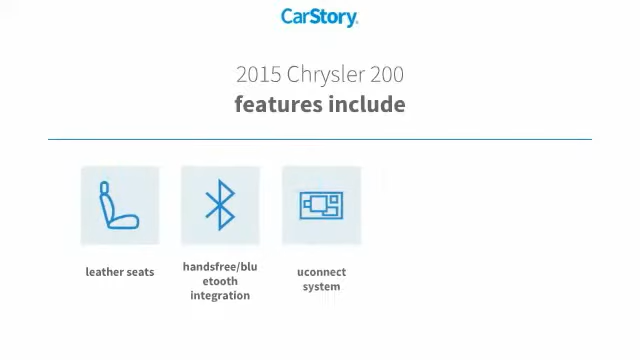 CarStory.
2015 Chrysler 200
features include
leather seats
handsfree/blu
etooth
integration
uconnect
system